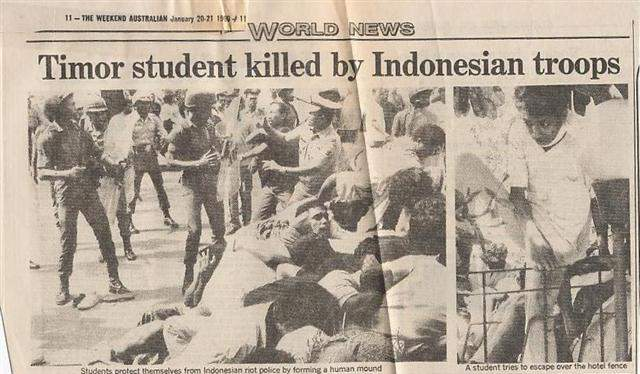 11 — THE WEEKEND AUSTRALIAN January 20-21 11
WORLD NEWS
Timor student killed by Indonesian troops
Students protect themselves from Indonesian riot police by forming a human mound
A student tries to escape over the hotel fence